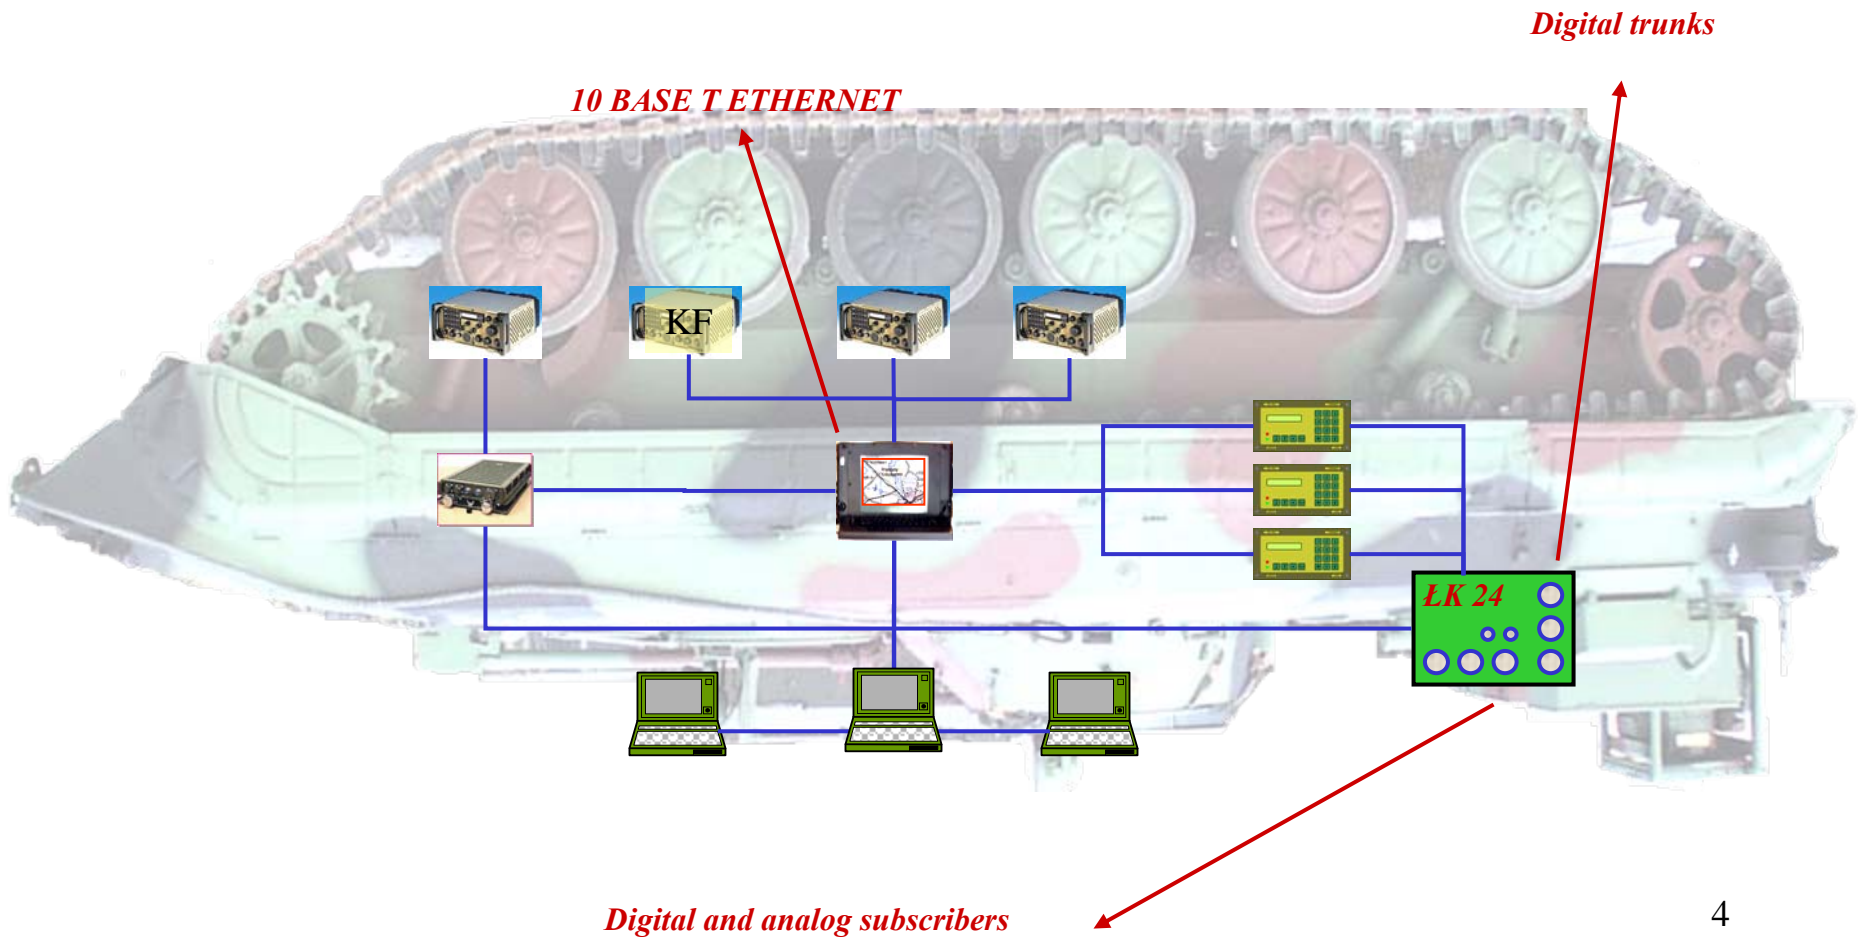 Digital trunks
10 BASE T ETHERNET
KF
ŁK 24
Digital and analog subscribers
4